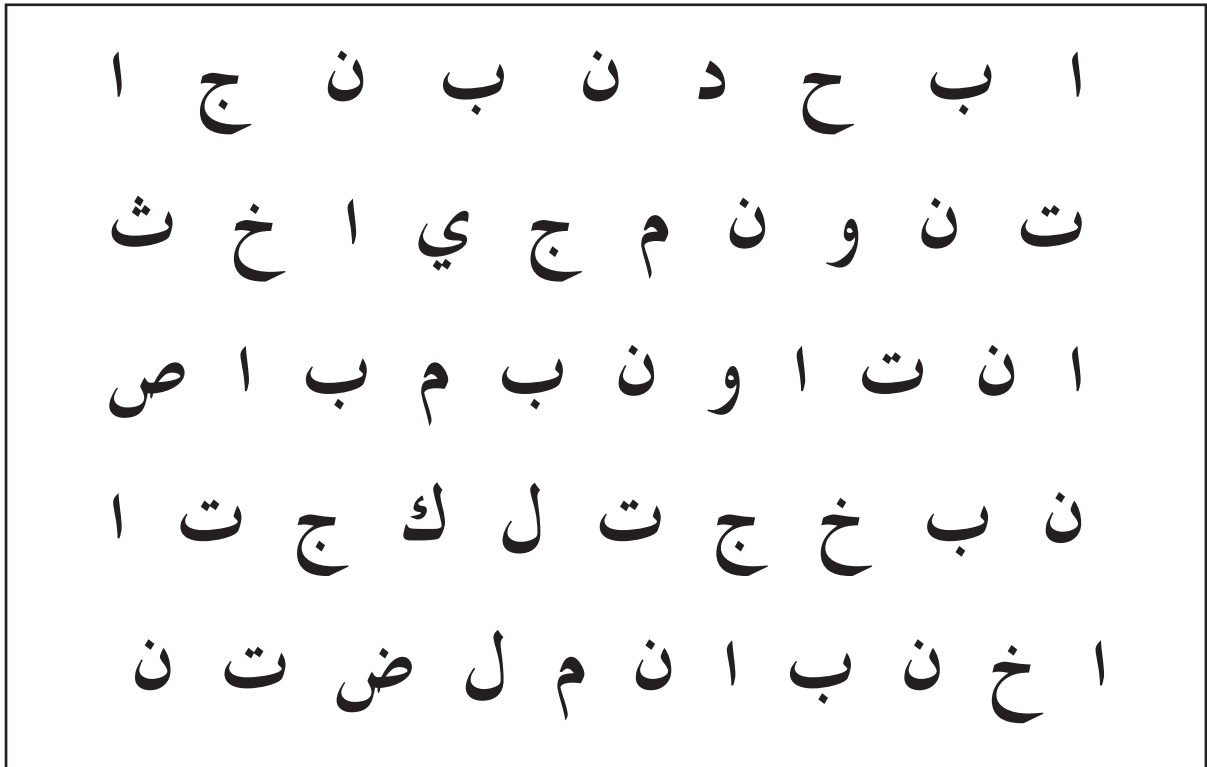 ا ب ح د ن ب ن ج ا
ت ن و ن م ج ي ا خ ث
ا ن ت ا و ن ب م ب ا ص
ن ب خ ج ت ل ك ج ت ا
ا خ ن ب ا ن م ل ض ت ن